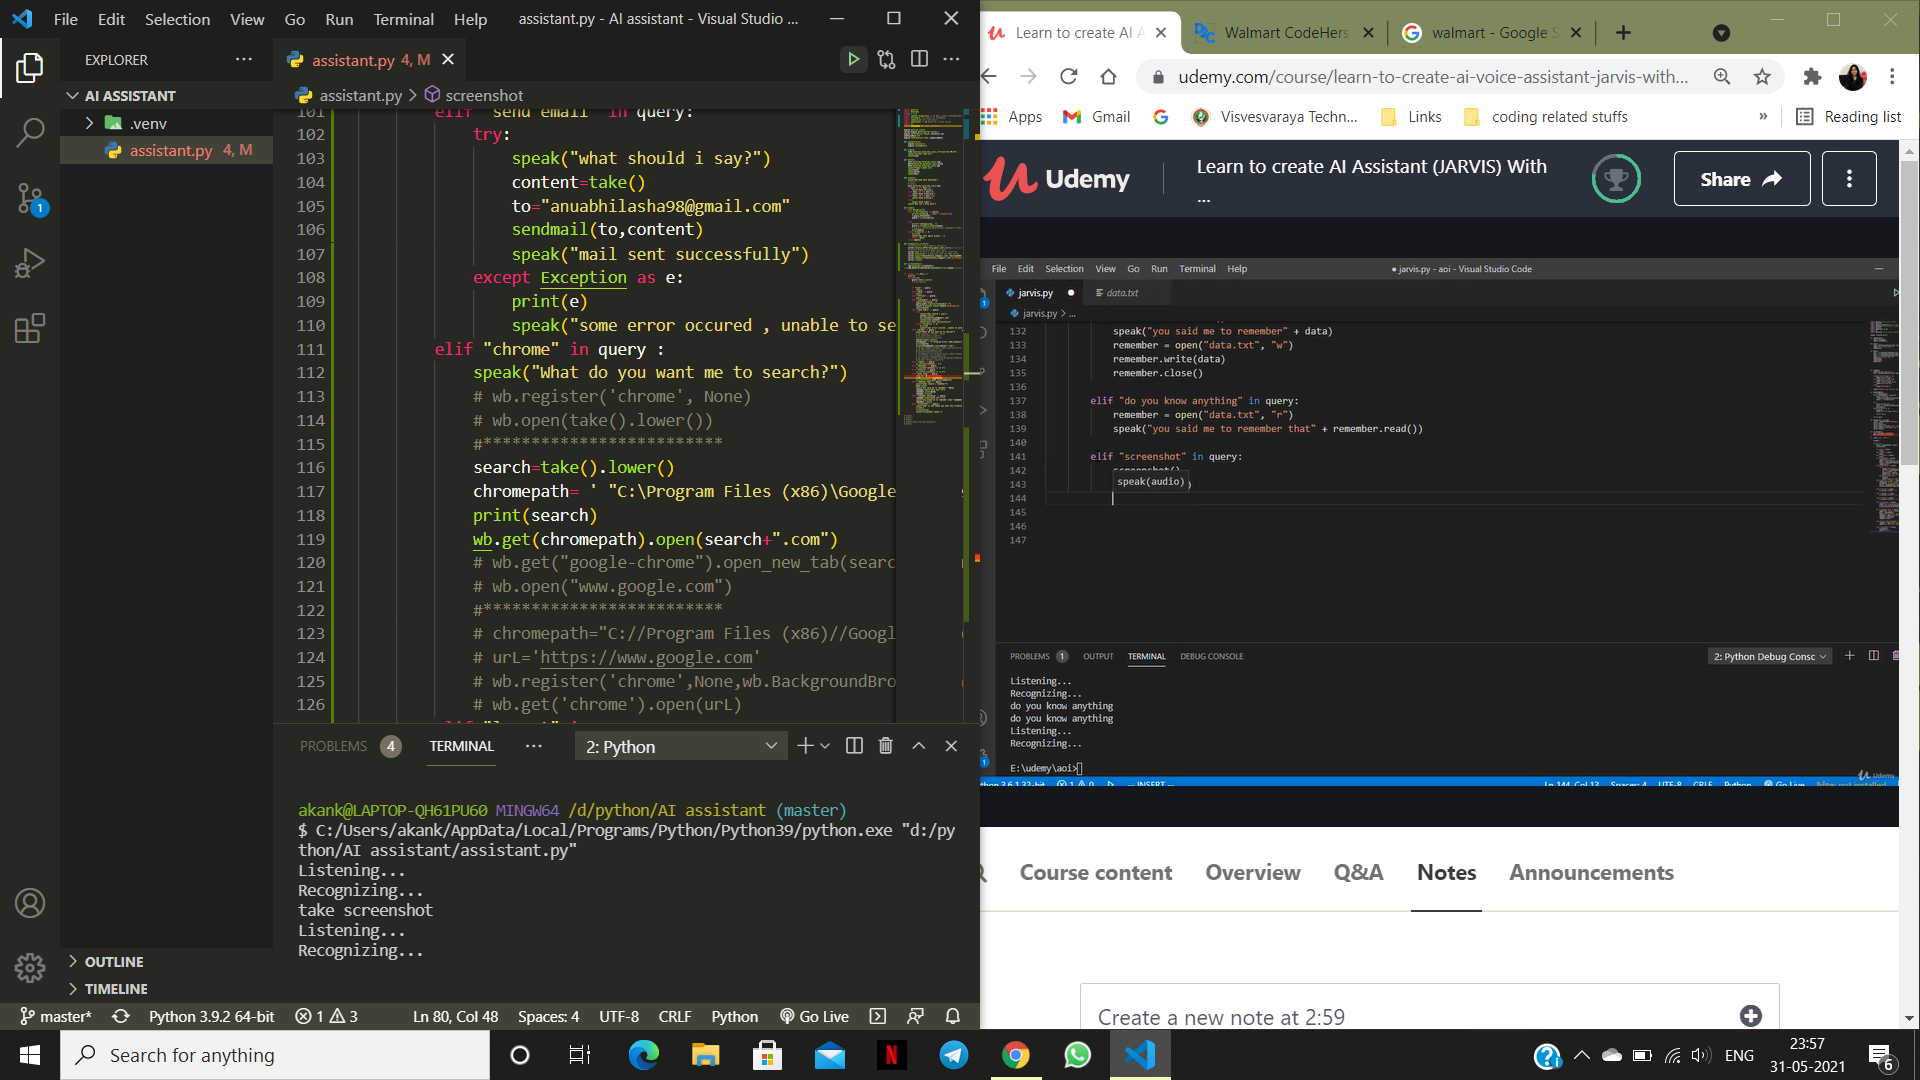 File Edit Selection View Go Run Terminal Help
assistant.py - AI assistant - Visual Studio ...
EXPLORER
AI ASSISTANT
.venv
assistant.py 4, M
1
OUTLINE
TIMELINE
assistant.py 4, M
assistant.py > screenshot
101 elif "send email" in query:
102 try:
103 speak("what should i say?")
104 content=take()
105 to="anuabhilasha98@gmail.com"
106 sendmail(to,content)
107 speak("mail sent successfully")
108 except Exception as e:
109 print(e)
110 speak("some error occured , unable to se
111 elif "chrome" in query :
112 speak("What do you want me to search?")
113 # wb.register('chrome', None)
114 # wb.open(take().lower())
115 #*************************
116 search=take().lower()
117 chromepath= ' "C:\Program Files (x86)\Google
118 print(search)
119 wb.get(chromepath).open(search+".com")
120 # wb.get("google-chrome").open_new_tab(searc
121 # wb.open("www.google.com")
122 #*************************
123 # chromepath="C://Program Files (x86)//Googl
124 # urL='https://www.google.com'
125 # wb.register('chrome',None,wb.BackgroundBro
126 # wb.get('chrome').open(urL)
PROBLEMS 4 TERMINAL ... 2: Python
akank@LAPTOP-QH61PU60 MINGW64 /d/python/AI assistant (master)
$ C:/Users/akank/AppData/Local/Programs/Python/Python39/python.exe "d:/py
thon/AI assistant/assistant.py"
Listening...
Recognizing...
take screenshot
Listening...
Recognizing...
master* Python 3.9.2 64-bit 1 3 Ln 80, Col 48 Spaces: 4 UTF-8 CRLF Python Go Live
Learn to create AI A
Walmart CodeHers
walmart - Google S
udemy.com/course/learn-to-create-ai-voice-assistant-jarvis-with...
Apps Gmail Visvesvaraya Techn... Links coding related stuffs » Reading list
Udemy
Learn to create AI Assistant (JARVIS) With
...
Share
File Edit Selection View Go Run Terminal Help
jarvis.py - aoi - Visual Studio Code
jarvis.py data.txt
jarvis.py > ...
132 speak("you said me to remember" + data)
133 remember = open("data.txt", "w")
134 remember.write(data)
135 remember.close()
136
137 elif "do you know anything" in query:
138 remember = open("data.txt", "r")
139 speak("you said me to remember that" + remember.read())
140
141 elif "screenshot" in query:
142 screenshot()
143 speak(audio) )
144
145
146
147
PROBLEMS 1 OUTPUT TERMINAL DEBUG CONSOLE 2: Python Debug Consc
Listening...
Recognizing...
do you know anything
do you know anything
Listening...
Recognizing...
E:\udemy\aoi>
Udemy
-- INSERT -- Ln 144, Col 13 Spaces: 4 UTF-8 CRLF Python Go Live
Course content Overview Q&A Notes Announcements
Create a new note at 2:59
Search for anything
ENG
23:57
31-05-2021
6